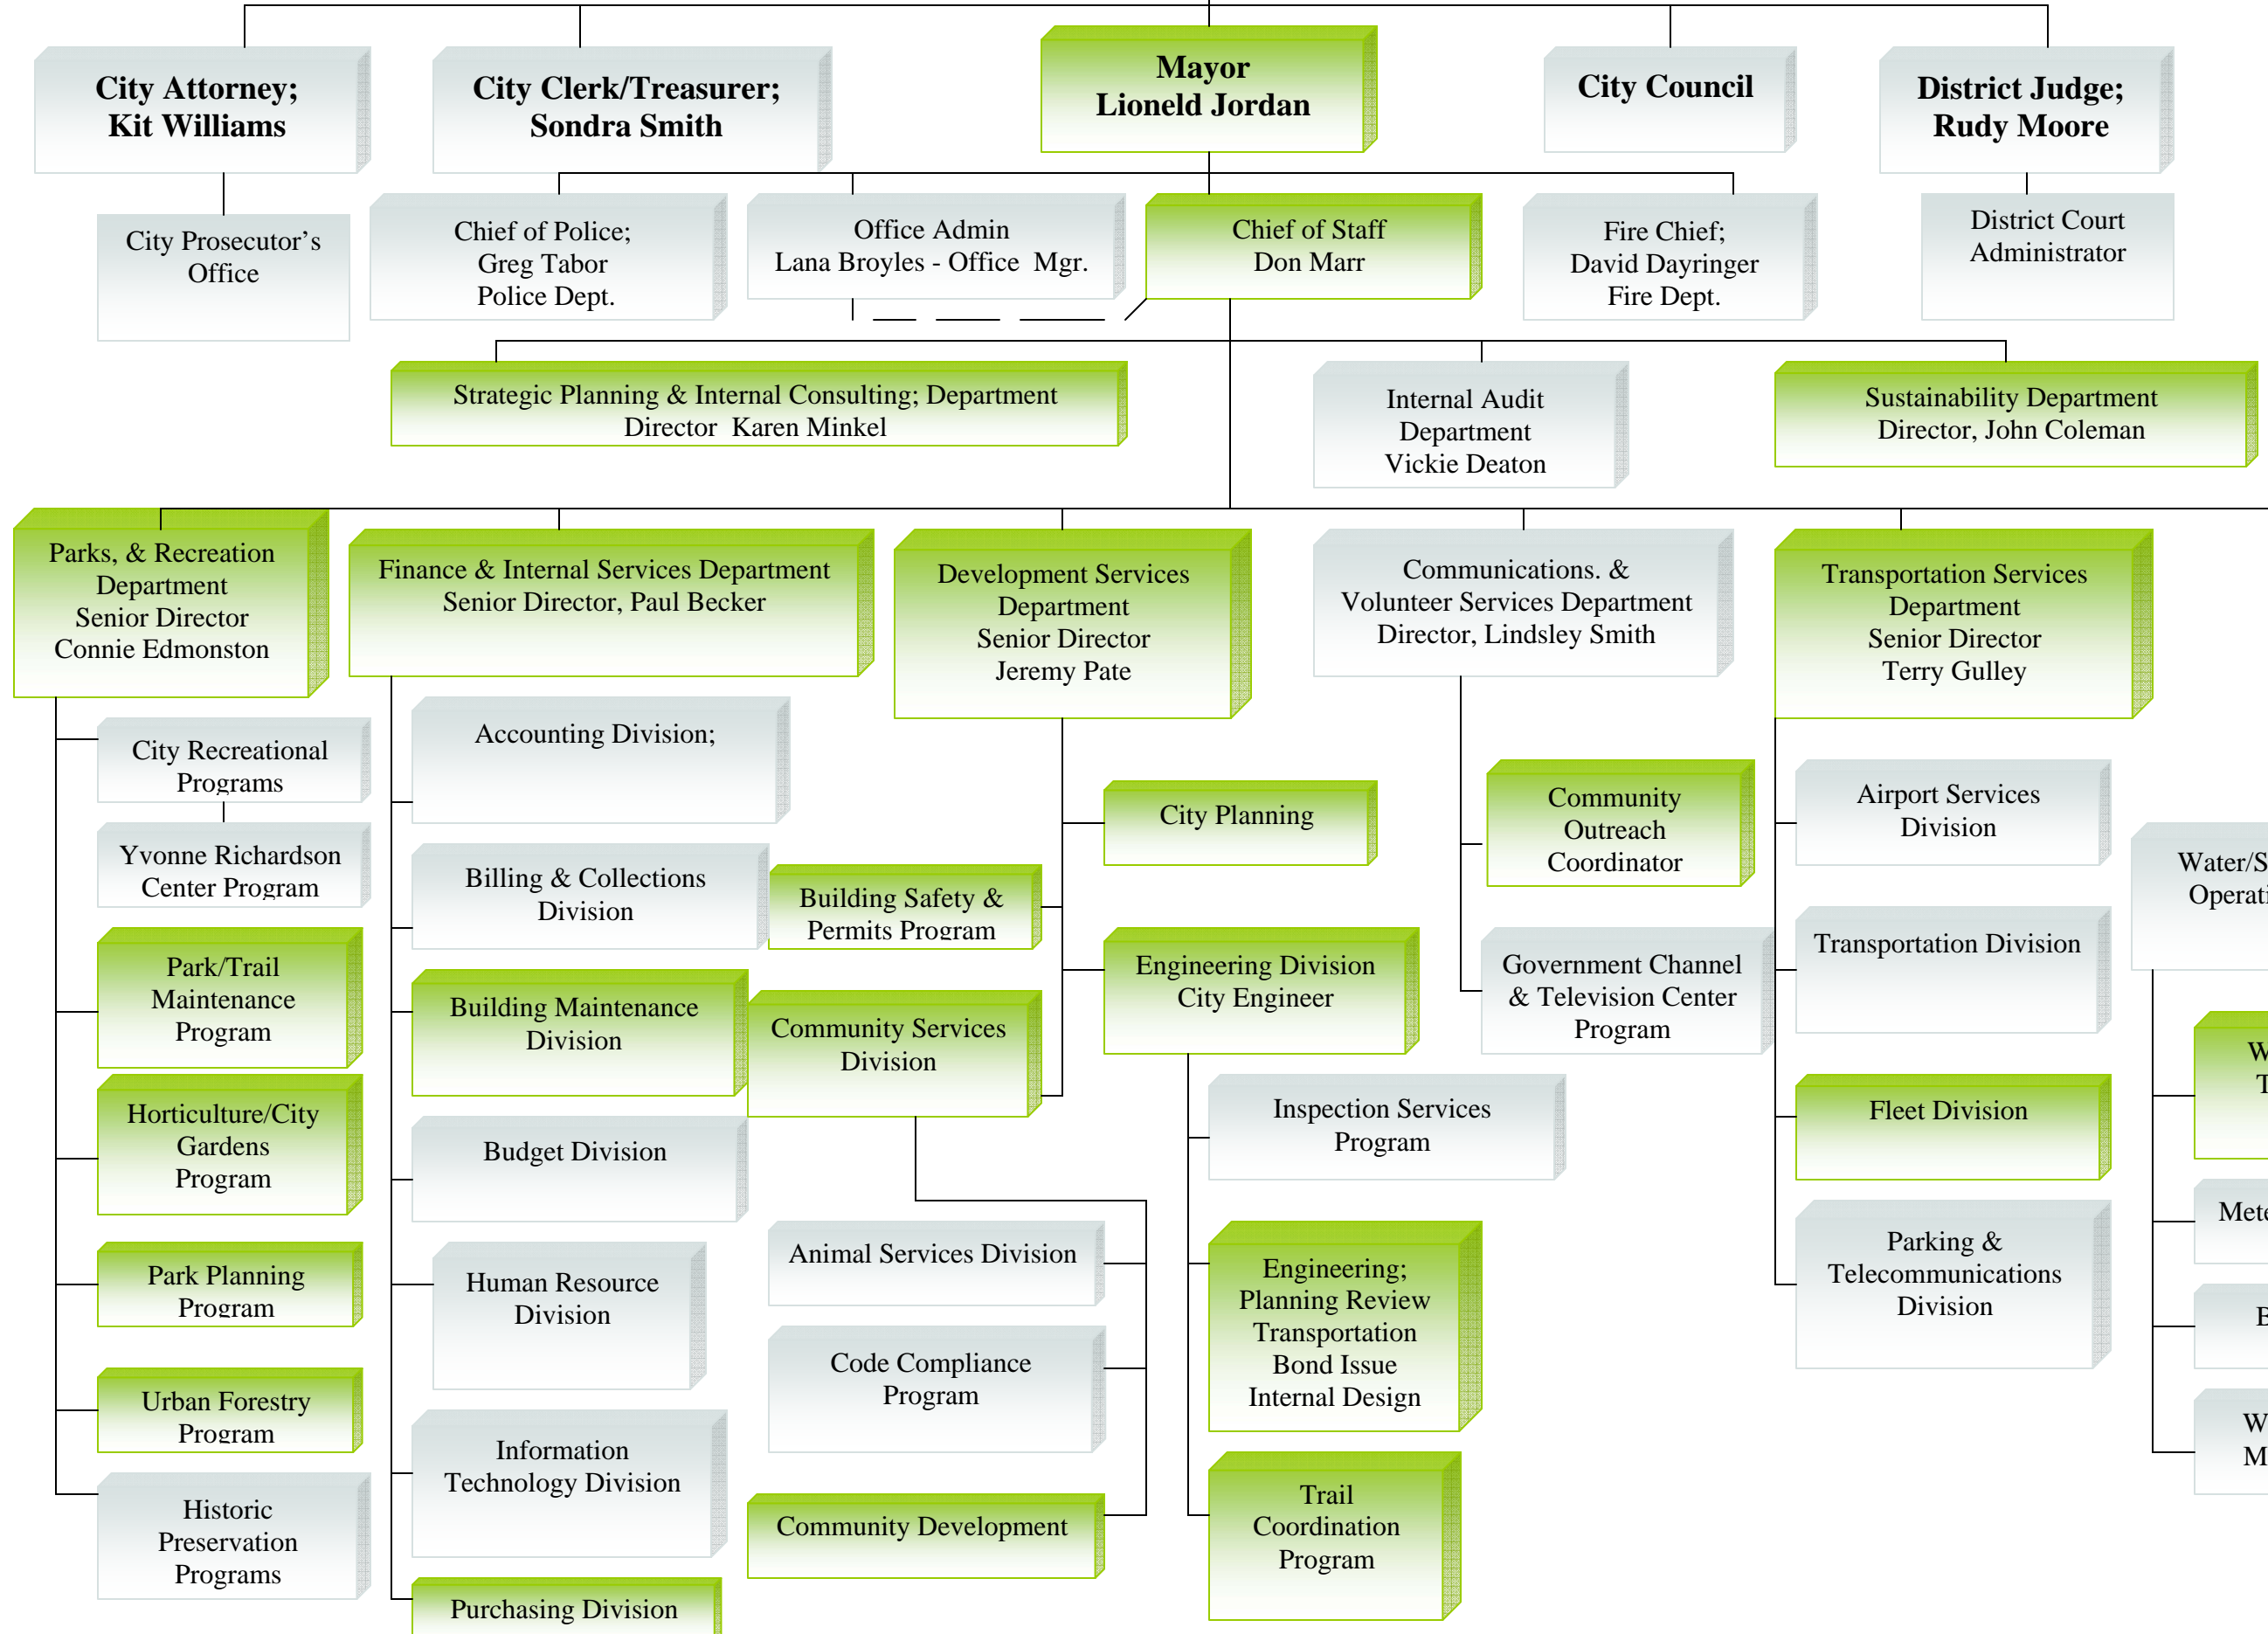 City Attorney;
Kit Williams
City Clerk/Treasurer;
Sondra Smith
Mayor
Lioneld Jordan
City Council
District Judge;
Rudy Moore
City Prosecutor's
Office
Chief of Police;
Greg Tabor
Police Dept.
Office Admin
Lana Broyles - Office Mgr.
Chief of Staff
Don Marr
Fire Chief;
David Dayringer
Fire Dept.
District Court
Administrator
Strategic Planning & Internal Consulting; Department
Director Karen Minkel
Internal Audit
Department
Vickie Deaton
Sustainability Department
Director, John Coleman
Parks, & Recreation
Department
Senior Director
Connie Edmonston
Finance & Internal Services Department
Senior Director, Paul Becker
Development Services
Department
Senior Director
Jeremy Pate
Communications. &
Volunteer Services Department
Director, Lindsley Smith
Transportation Services
Department
Senior Director
Terry Gulley
City Recreational
Programs
Yvonne Richardson
Center Program
Park/Trail
Maintenance
Program
Horticulture/City
Gardens
Program
Park Planning
Program
Urban Forestry
Program
Historic
Preservation
Programs
Accounting Division;
Billing & Collections
Division
Building Maintenance
Division
Budget Division
Human Resource
Division
Information
Technology Division
Purchasing Division
City Planning
Building Safety &
Permits Program
Engineering Division
City Engineer
Community Services
Division
Animal Services Division
Code Compliance
Program
Community Development
Inspection Services
Program
Engineering;
Planning Review
Transportation
Bond Issue
Internal Design
Trail
Coordination
Program
Community
Outreach
Coordinator
Government Channel
& Television Center
Program
Airport Services
Division
Transportation Division
Fleet Division
Parking &
Telecommunications
Division
Water/S
Operati
W
T
Mete
B
W
M